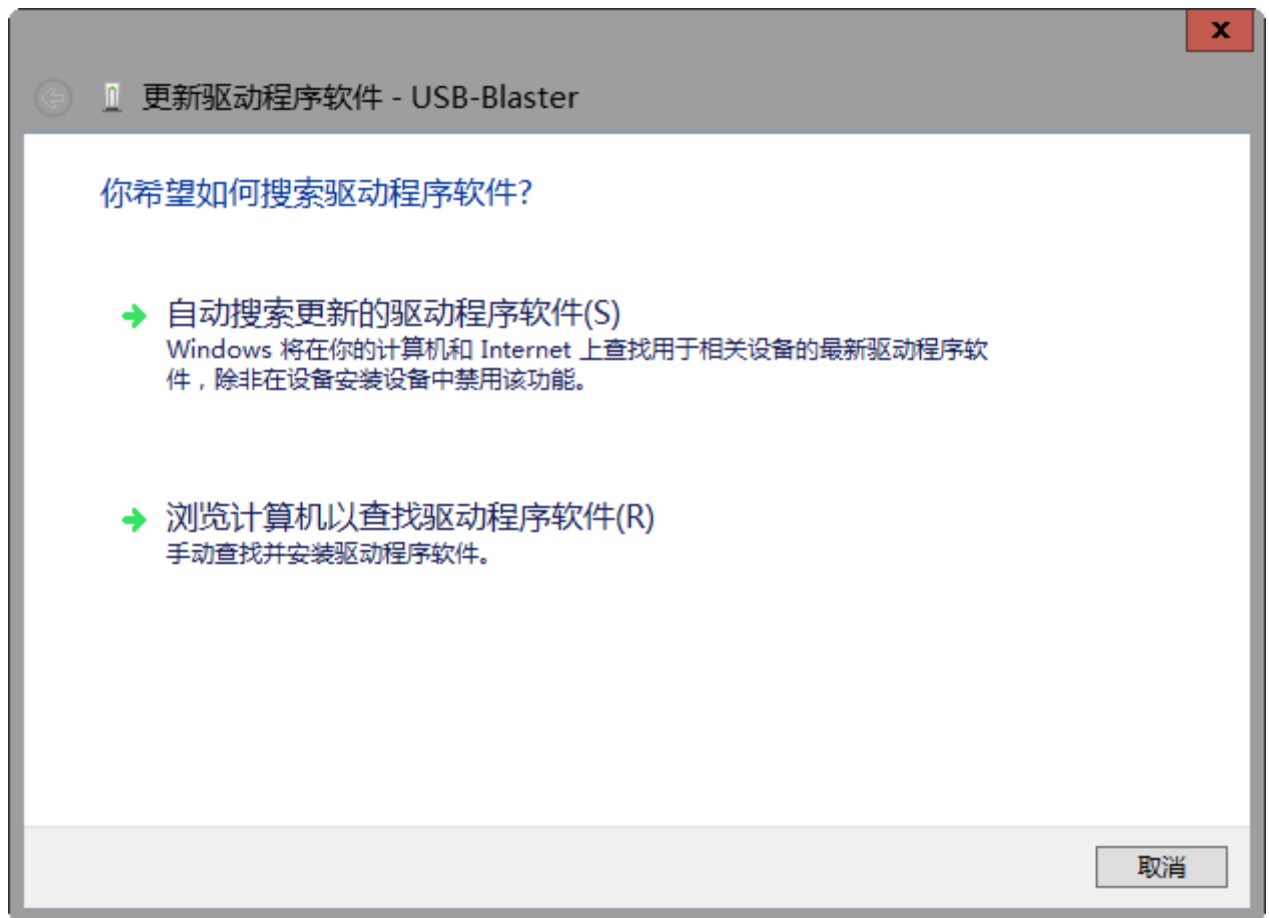 x
更新驱动程序软件 - USB-Blaster
你希望如何搜索驱动程序软件?
自动搜索更新的驱动程序软件(S)
Windows 将在你的计算机和 Internet 上查找用于相关设备的最新驱动程序软
件，除非在设备安装设备中禁用该功能。
浏览计算机以查找驱动程序软件(R)
手动查找并安装驱动程序软件。
取消